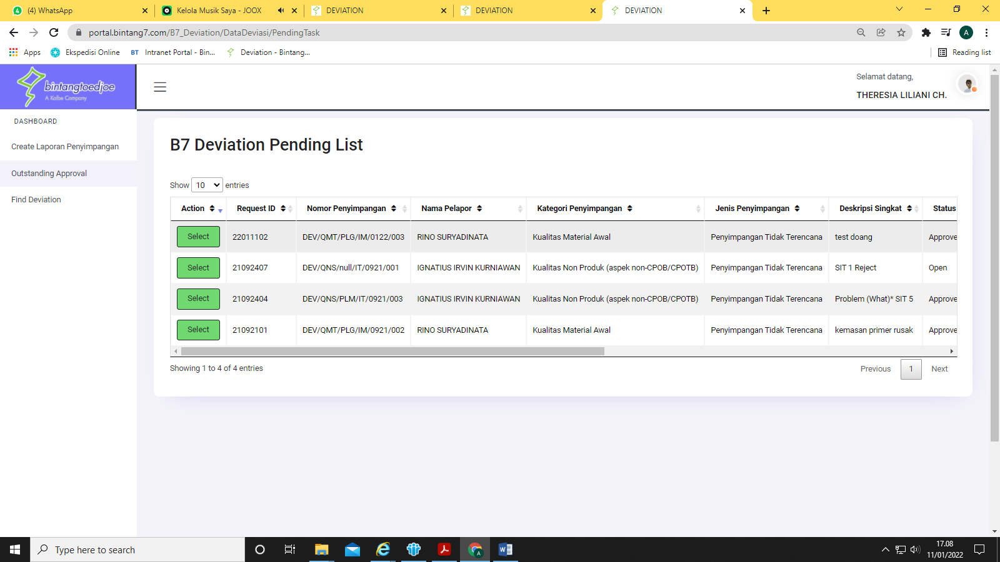 (4) WhatsApp
Kelola Musik Saya - JOOX
DEVIATION
DEVIATION
DEVIATION
portal.bintang7.com/B7_Deviation/DataDeviasi/PendingTask
A
Apps
Ekspedisi Online
BT Intranet Portal - Bin...
Deviation - Bintang...
Reading list
bintangtoedjoe
A Kalbe Company
Selamat datang,
THERESIA LILIANI CH.
DASHBOARD
Create Laporan Penyimpangan
Outstanding Approval
Find Deviation
B7 Deviation Pending List
Show 10 entries
Action Request ID Nomor Penyimpangan Nama Pelapor Kategori Penyimpangan Jenis Penyimpangan Deskripsi Singkat Status
Select 22011102 DEV/QMT/PLG/IM/0122/003 RINO SURYADINATA Kualitas Material Awal Penyimpangan Tidak Terencana test doang Approve
Select 21092407 DEV/QNS/null/IT/0921/001 IGNATIUS IRVIN KURNIAWAN Kualitas Non Produk (aspek non-CPOB/CPOTB) Penyimpangan Tidak Terencana SIT 1 Reject Open
Select 21092404 DEV/QNS/PLM/IT/0921/003 IGNATIUS IRVIN KURNIAWAN Kualitas Non Produk (aspek non-CPOB/CPOTB) Penyimpangan Tidak Terencana Problem (What)* SIT 5 Approve
Select 21092101 DEV/QMT/PLG/IM/0921/002 RINO SURYADINATA Kualitas Material Awal Penyimpangan Tidak Terencana kemasan primer rusak Approve
Showing 1 to 4 of 4 entries
Previous 1 Next
Type here to search
17.08
11/01/2022